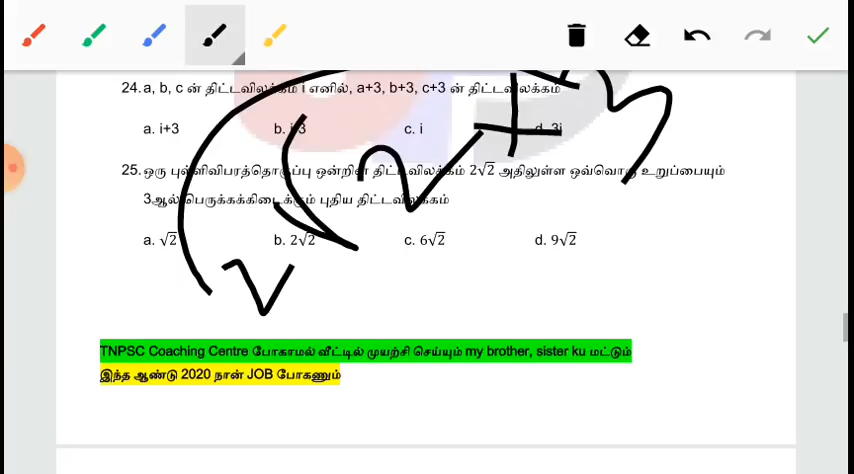 24. a, b, c ன் திட்டவிலக்கம் i எனில், a+3, b+3, c+3 ன் திட்டவிலக்கம்
a. i+3 b. i-3 c. i d. 3i
25. ஒரு புள்ளிவிபரத்தொகுப்பு ஒன்றின் திட்டவிலக்கம் 2√2 அதிலுள்ள ஒவ்வொரு உறுப்பையும்
3ஆல் பெருக்கக்கிடைக்கும் புதிய திட்டவிலக்கம்
a. √2 b. 2√2 c. 6√2 d. 9√2
TNPSC Coaching Centre போகாமல் வீட்டில் முயற்சி செய்யும் my brother, sister ku மட்டும்
இந்த ஆண்டு 2020 நான் JOB போகணும்